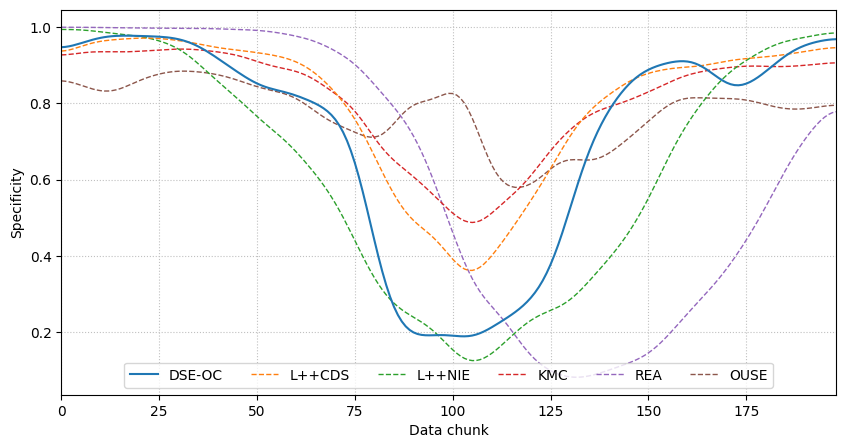 1.0
0.8
0.6
0.4
0.2
Specificity
0
25
50
75
100
125
150
175
Data chunk
DSE-OC
L++CDS
L++NIE
KMC
REA
OUSE